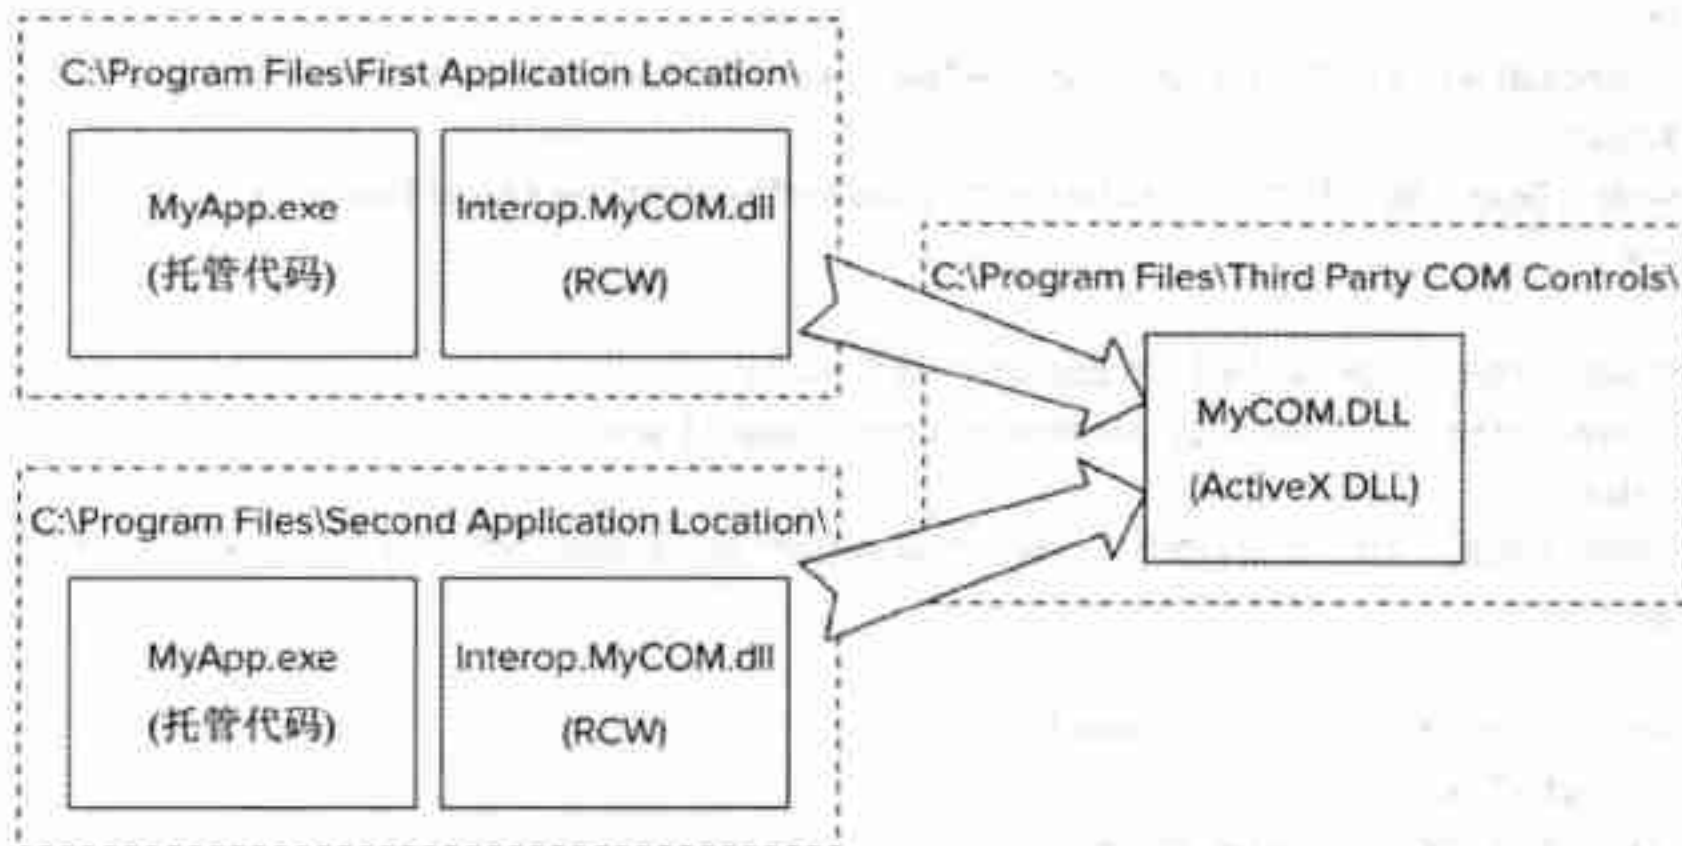 C:\Program Files\First Application Location\
MyApp.exe
(托管代码)
Interop.MyCOM.dll
(RCW)
C:\Program Files\Third Party COM Controls\
MyCOM.DLL
(ActiveX DLL)
C:\Program Files\Second Application Location\
MyApp.exe
(托管代码)
Interop.MyCOM.dll
(RCW)